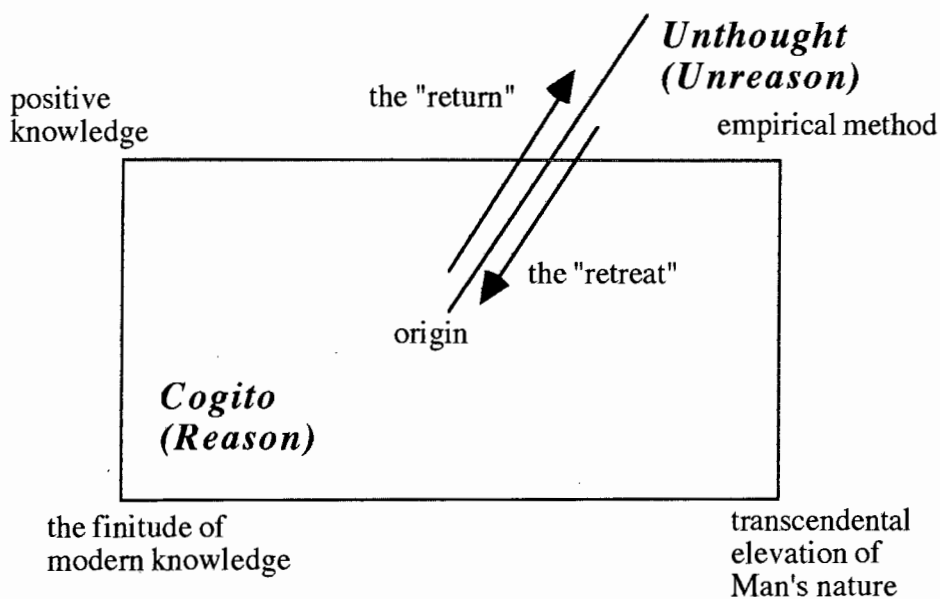 Unthought
(Unreason)
the "return"
positive
knowledge
empirical method
the "retreat"
origin
Cogito
(Reason)
the finitude of
modern knowledge
transcendental
elevation of
Man's nature